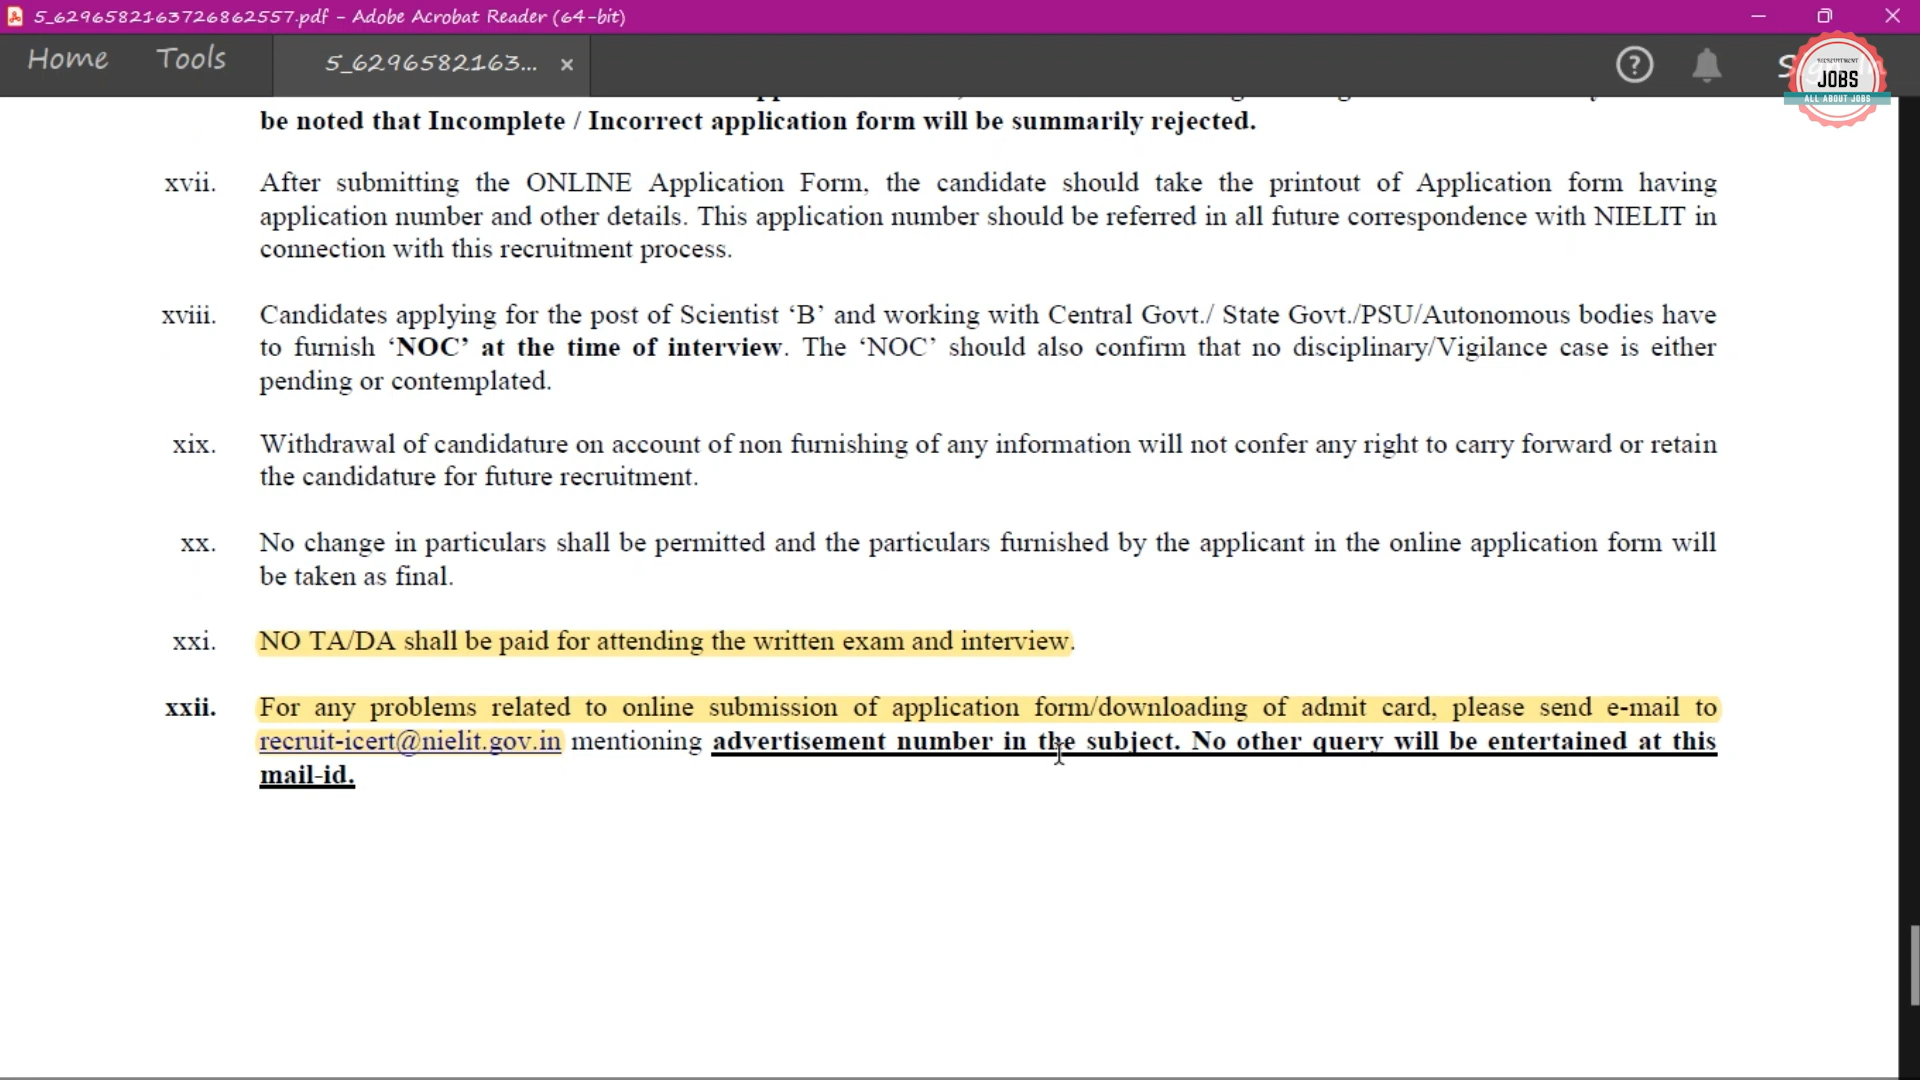 5_6296582163726862557.pdf - Adobe Acrobat Reader (64-bit)
Home Tools 5_6296582163... ×
RECRUITMENT
JOBS
ALL ABOUT JOBS
be noted that Incomplete / Incorrect application form will be summarily rejected.
xvii. After submitting the ONLINE Application Form, the candidate should take the printout of Application form having
application number and other details. This application number should be referred in all future correspondence with NIELIT in
connection with this recruitment process.
xviii. Candidates applying for the post of Scientist ‘B’ and working with Central Govt./ State Govt./PSU/Autonomous bodies have
to furnish ‘NOC’ at the time of interview. The ‘NOC’ should also confirm that no disciplinary/Vigilance case is either
pending or contemplated.
xix. Withdrawal of candidature on account of non furnishing of any information will not confer any right to carry forward or retain
the candidature for future recruitment.
xx. No change in particulars shall be permitted and the particulars furnished by the applicant in the online application form will
be taken as final.
xxi. NO TA/DA shall be paid for attending the written exam and interview.
xxii. For any problems related to online submission of application form/downloading of admit card, please send e-mail to
recruit-icert@nielit.gov.in mentioning advertisement number in the subject. No other query will be entertained at this
mail-id.